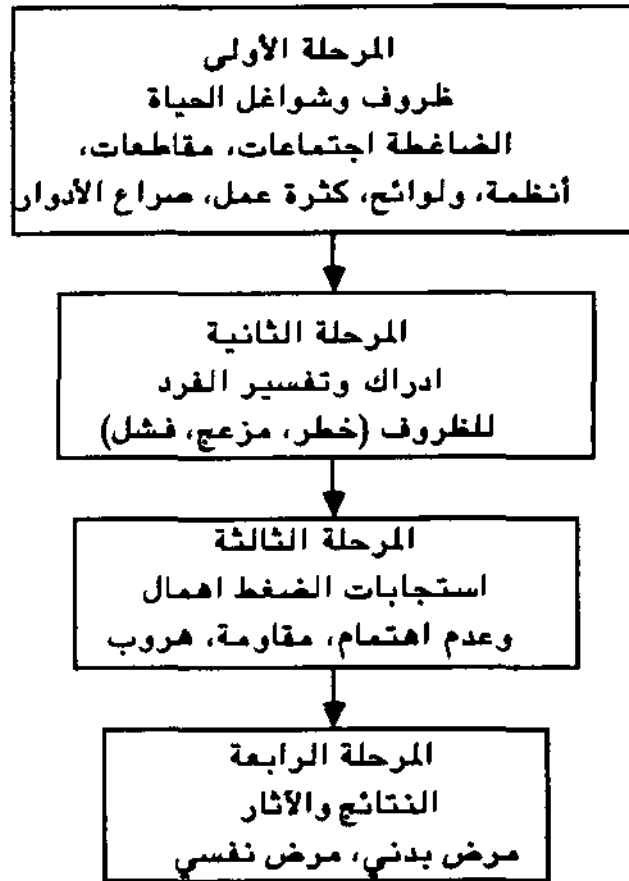 المرحلة الأولى
ظروف وشواغل الحياة
الضاغطة اجتماعات، مقاطعات،
أنظمة، ولوائح، كثرة عمل، صراع الأدوار
المرحلة الثانية
ادراك وتفسير الفرد
للظروف (خطر، مزعج، فشل)
المرحلة الثالثة
استجابات الضغط اهمال
وعدم اهتمام، مقاومة، هروب
المرحلة الرابعة
النتائج والآثار
مرض بدني، مرض نفسي